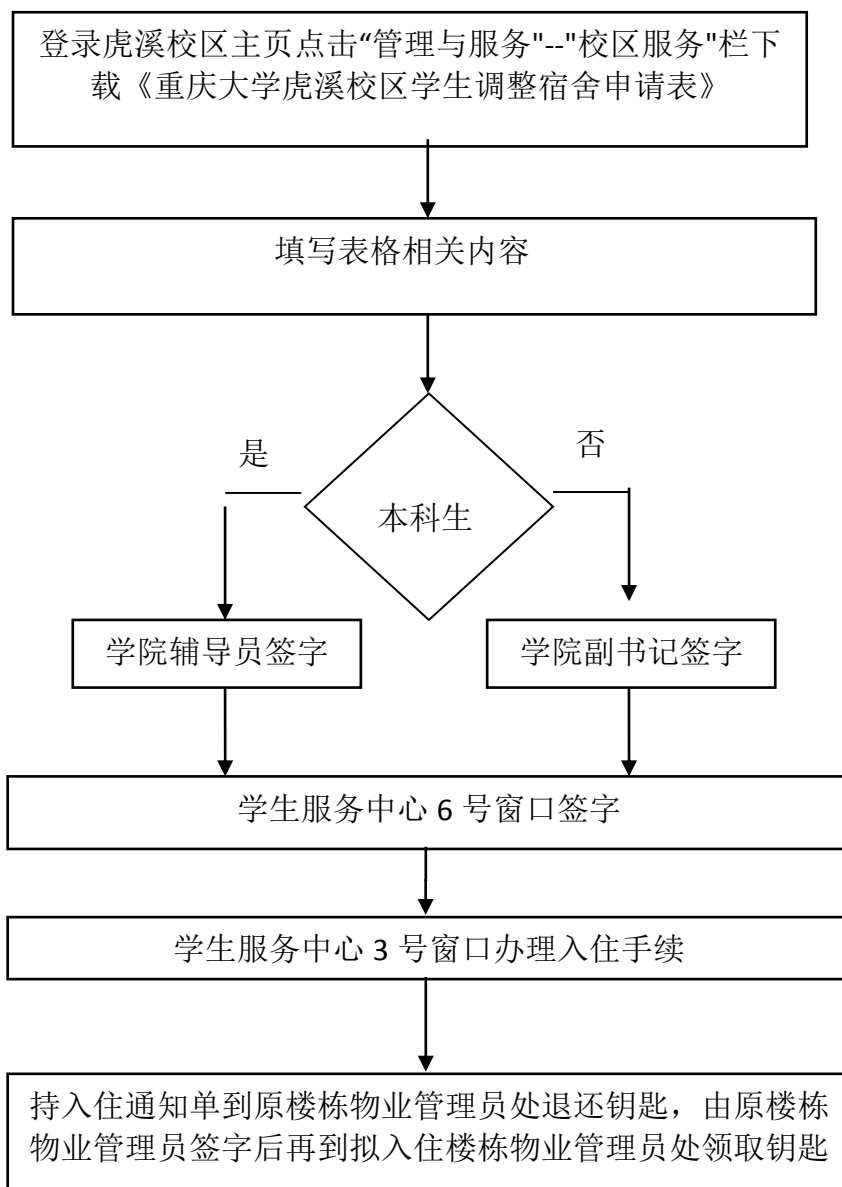 登录虎溪校区主页点击“管理与服务"--"校区服务"栏下
载《重庆大学虎溪校区学生调整宿舍申请表》
填写表格相关内容
是
否
本科生
学院辅导员签字
学院副书记签字
学生服务中心 6 号窗口签字
学生服务中心 3 号窗口办理入住手续
持入住通知单到原楼栋物业管理员处退还钥匙，由原楼栋
物业管理员签字后再到拟入住楼栋物业管理员处领取钥匙